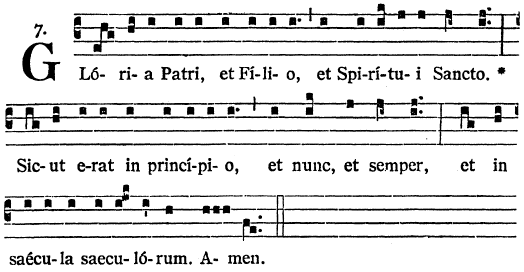 7.
GLó- ri- a Patri, et Fí- li- o, et Spi-rí-tu- i Sancto. *
Sic- ut e-rat in princí-pi- o, et nunc, et semper, et in
saécu- la saecu- ló-rum. A- men.